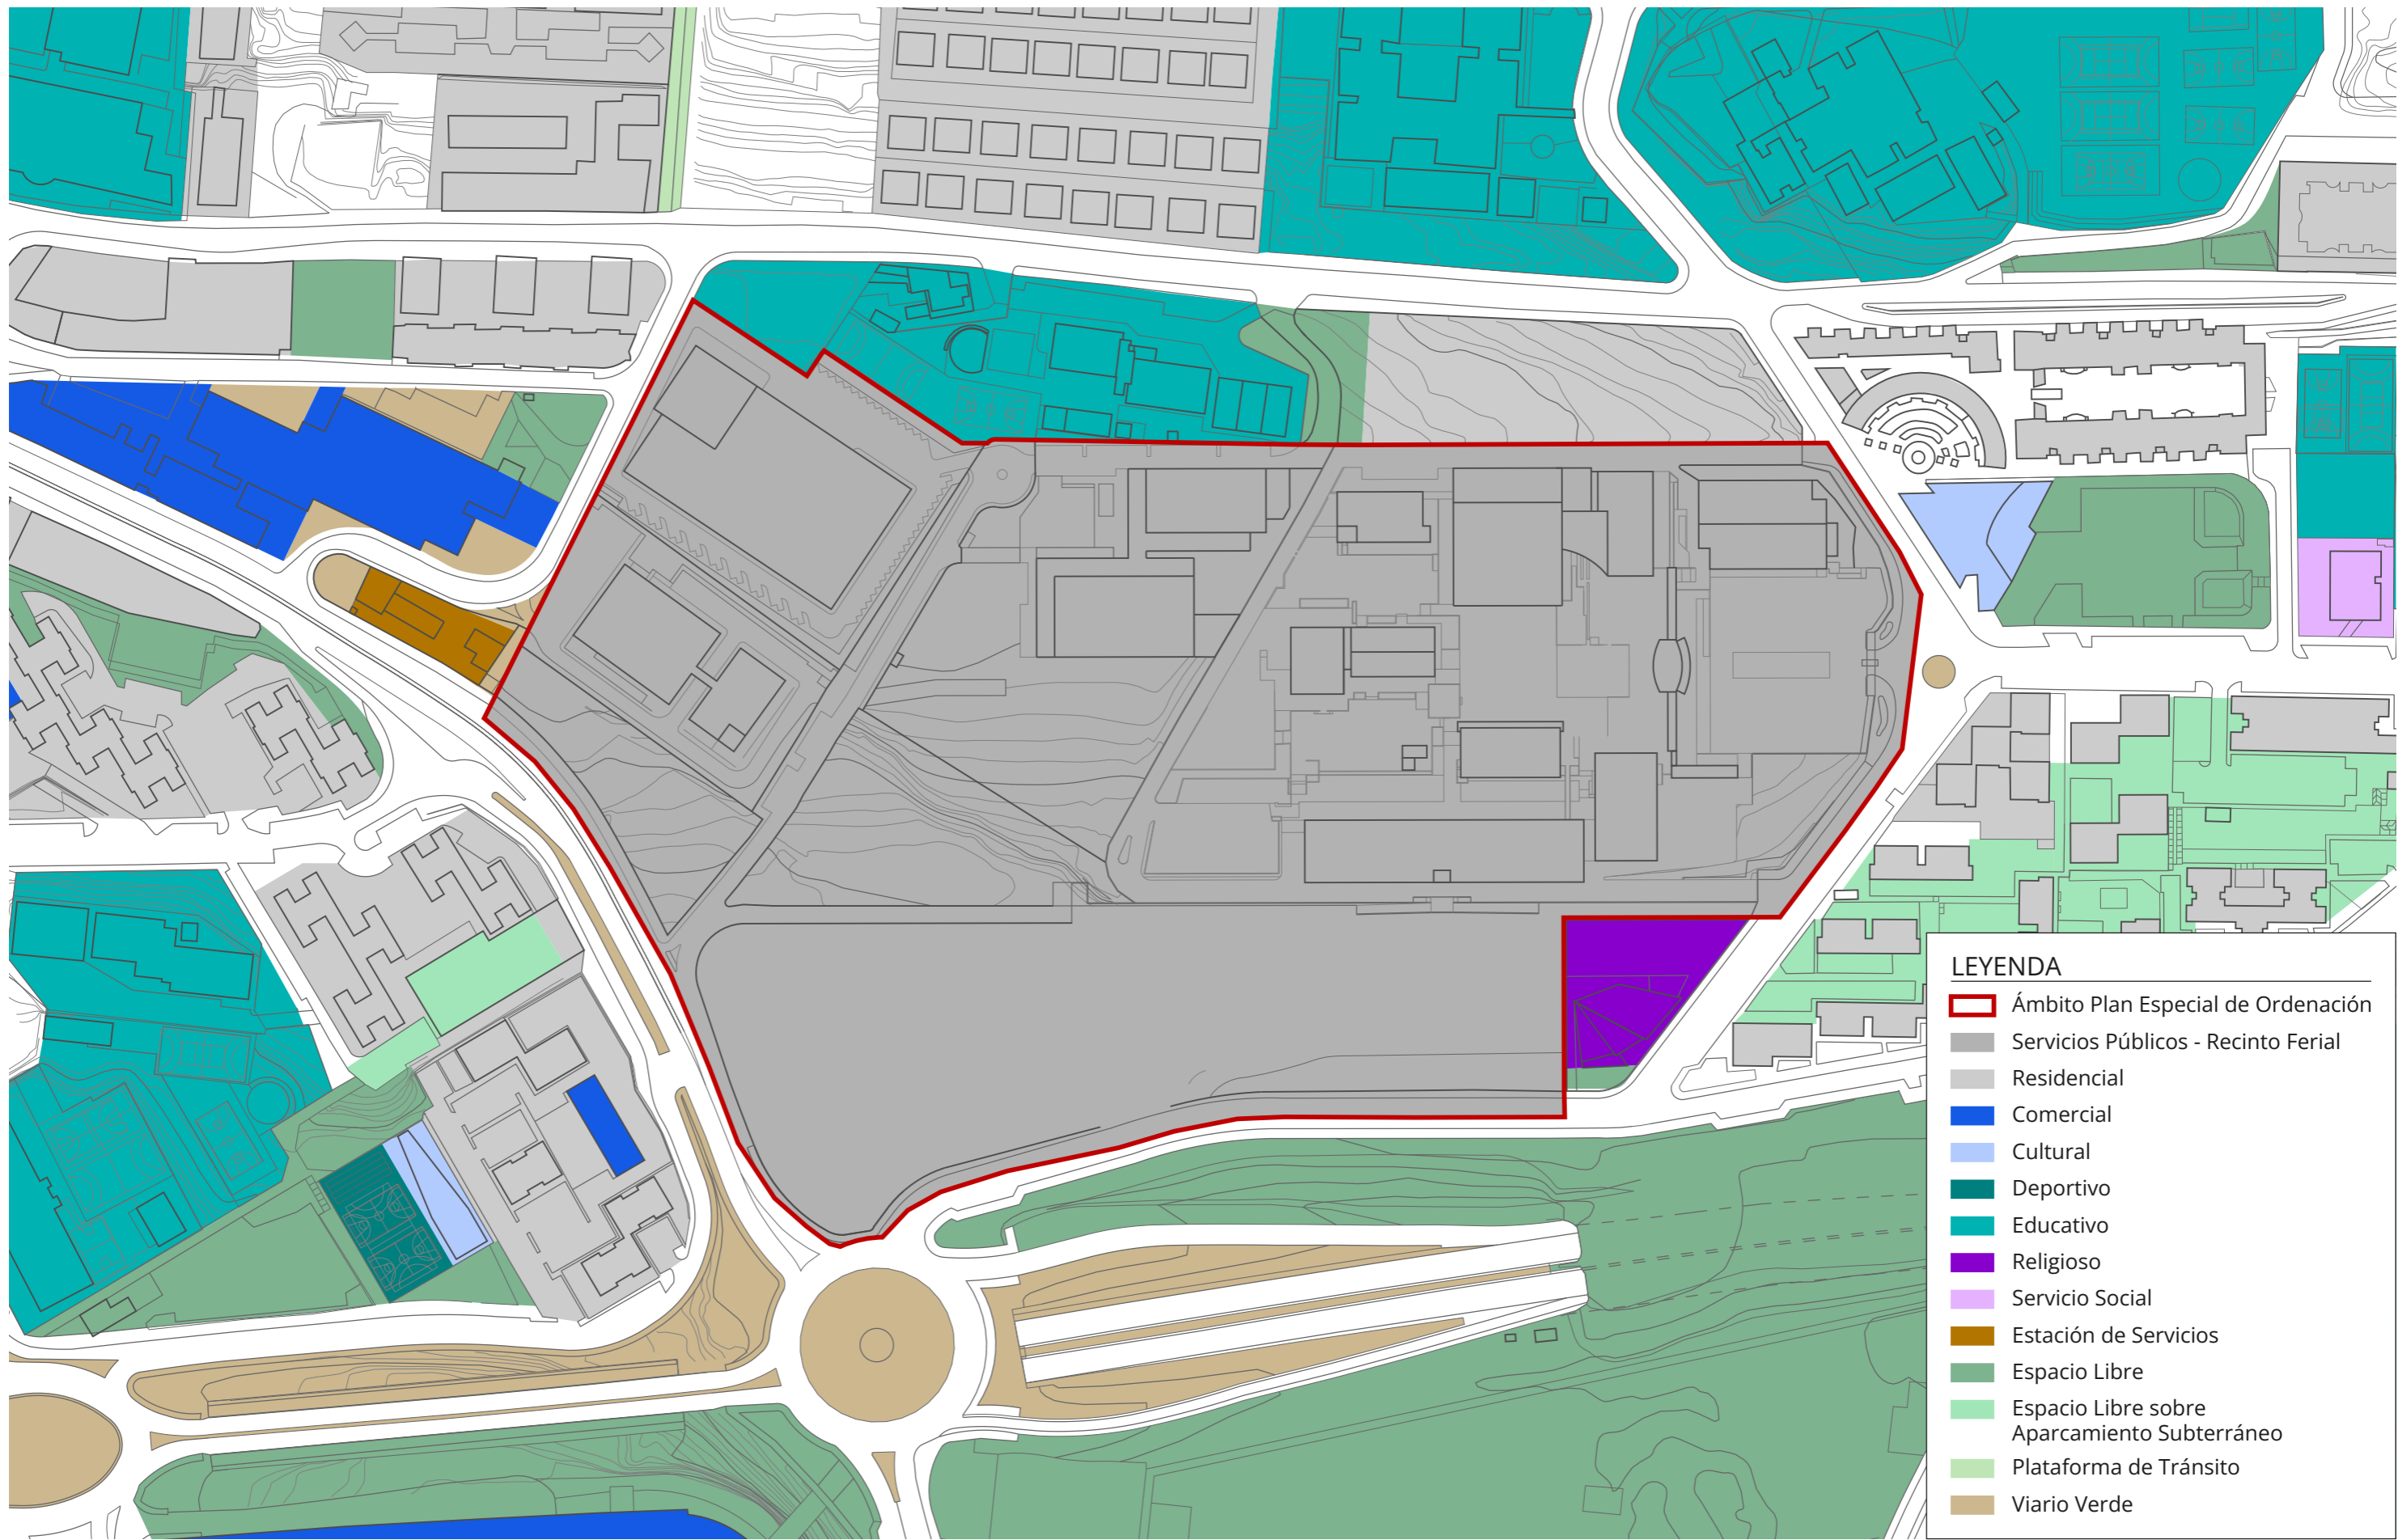 LEYENDA
Ámbito Plan Especial de Ordenación
Servicios Públicos - Recinto Ferial
Residencial
Comercial
Cultural
Deportivo
Educativo
Religioso
Servicio Social
Estación de Servicios
Espacio Libre
Espacio Libre sobre
Aparcamiento Subterráneo
Plataforma de Tránsito
Viario Verde